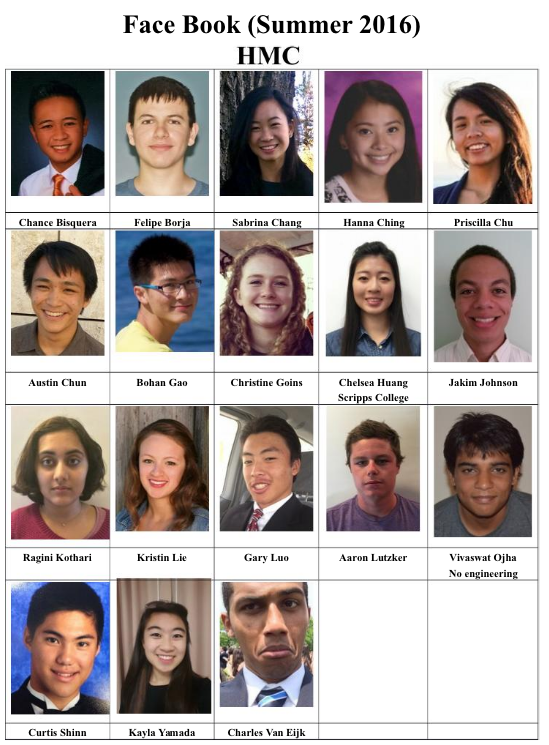 Face Book (Summer 2016)
HMC
Chance Bisquera
Felipe Borja
Sabrina Chang
Hanna Ching
Priscilla Chu
Austin Chun
Bohan Gao
Christine Goins
Chelsea Huang
Scripps College
Jakim Johnson
Ragini Kothari
Kristin Lie
Gary Luo
Aaron Lutzker
Vivaswat Ojha
No engineering
Curtis Shinn
Kayla Yamada
Charles Van Eijk